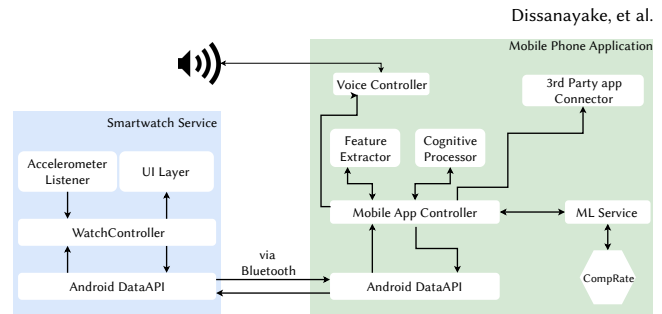 Dissanayake, et al.
Mobile Phone Application
Voice Controller
3rd Party app
Connector
Smartwatch Service
Feature
Extractor
Cognitive
Processor
Accelerometer
Listener
UI Layer
Mobile App Controller
ML Service
WatchController
via
Bluetooth
CompRate
Android DataAPI
Android DataAPI